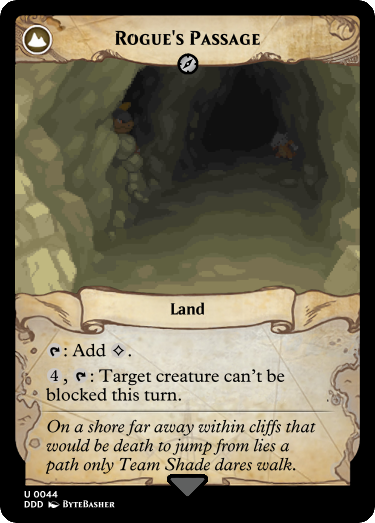 Rogue's Passage
Land
: Add .
4, : Target creature can't be
blocked this turn.
On a shore far away within cliffs that
would be death to jump from lies a
path only Team Shade dares walk.
U 0044
DDD ByteBasher